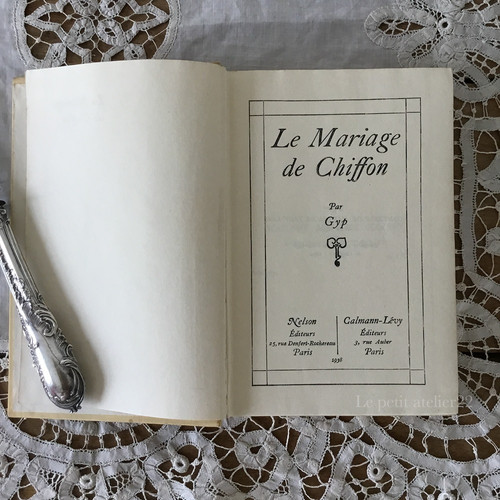 Le Mariage
de Chiffon
Par
Gyp
Nelson
Éditeurs
25, rue Denfert-Rochereau
Paris
Calmann-Lévy
Éditeurs
3, rue Auber
Paris
1936
Le petit atelier22